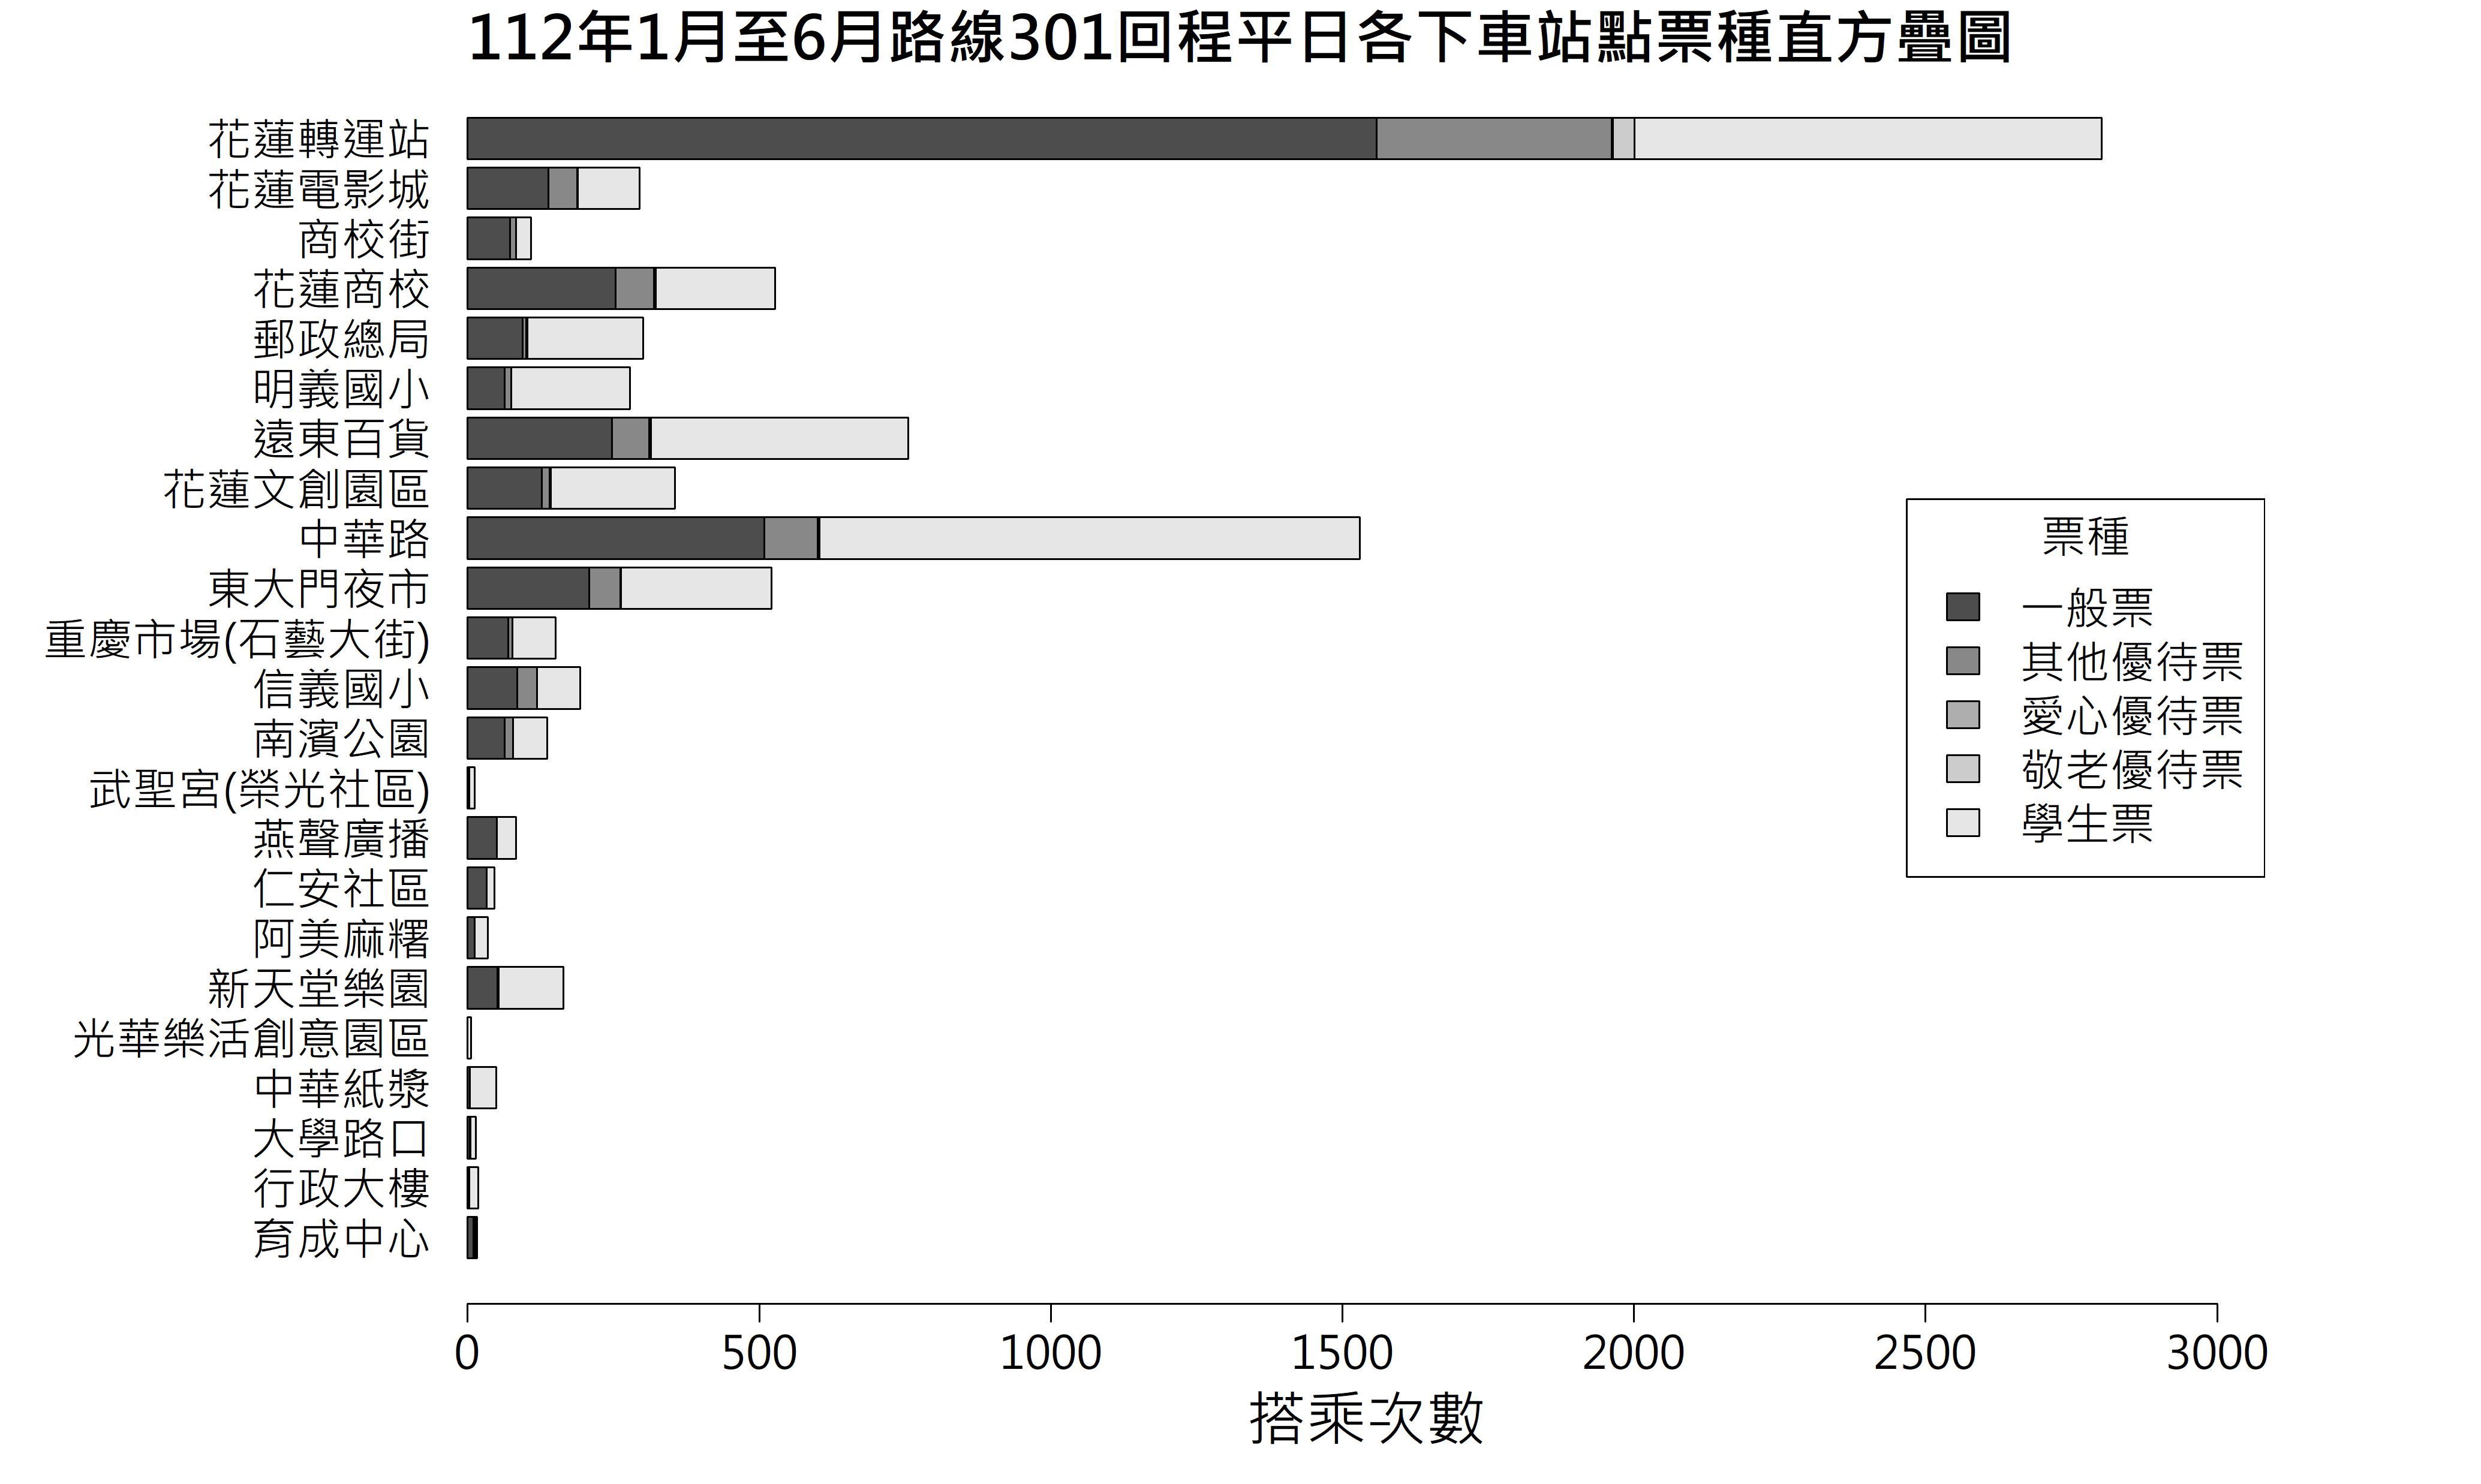 112年1月至6月路線301回程平日各下車站點票種直方疊圖
花蓮轉運站
花蓮電影城
商校街
花蓮商校
郵政總局
明義國小
遠東百貨
花蓮文創園區
中華路
東大門夜市
重慶市場(石藝大街)
信義國小
南濱公園
武聖宮(榮光社區)
燕聲廣播
仁安社區
阿美麻糬
新天堂樂園
光華樂活創意園區
中華紙漿
大學路口
行政大樓
育成中心
票種
一般票
其他優待票
愛心優待票
敬老優待票
學生票
0 500 1000 1500 2000 2500 3000
搭乘次數